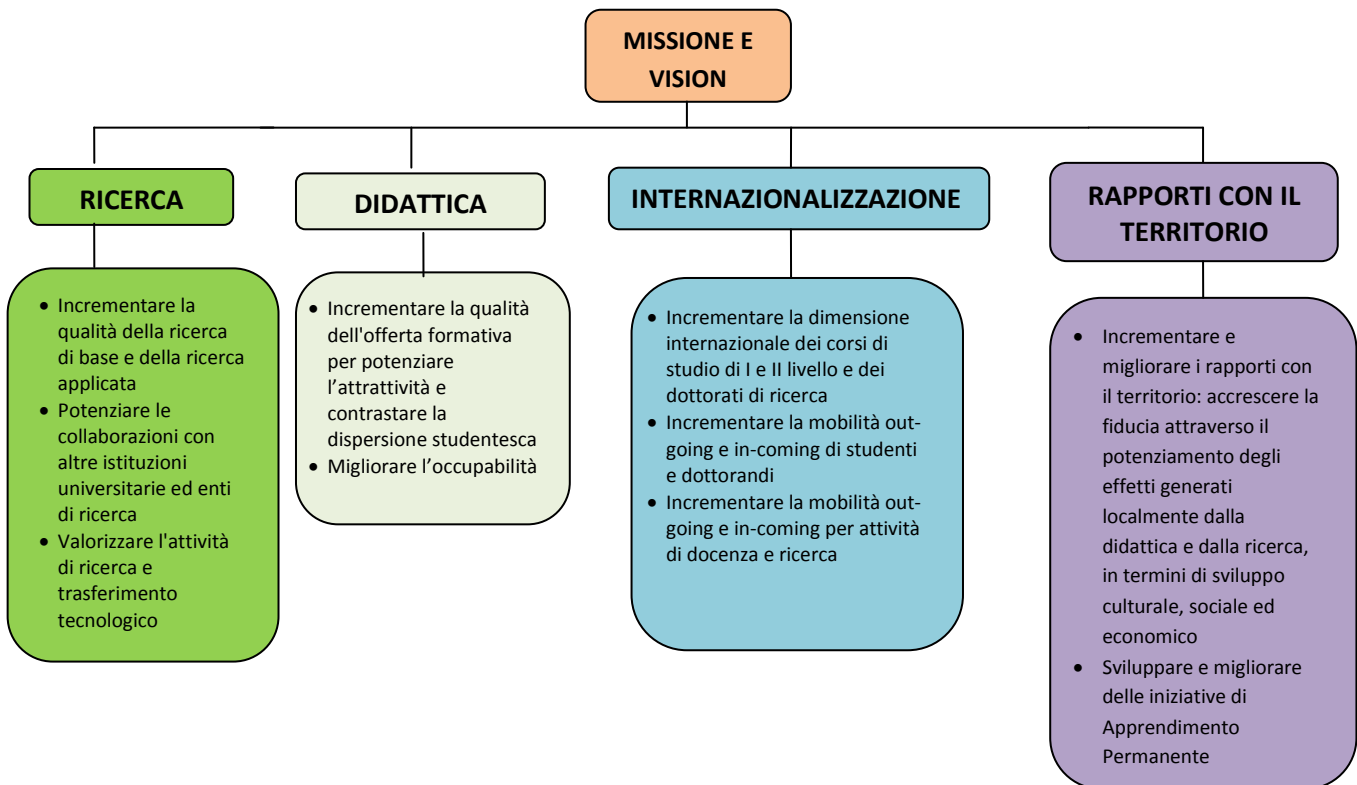 MISSIONE E
VISION
RICERCA
DIDATTICA
INTERNAZIONALIZZAZIONE
RAPPORTI CON IL
TERRITORIO
• Incrementare la
qualità della ricerca
di base e della ricerca
applicata
• Potenziare le
collaborazioni con
altre istituzioni
universitarie ed enti
di ricerca
• Valorizzare l'attività
di ricerca e
trasferimento
tecnologico
• Incrementare la qualità
dell'offerta formativa
per potenziare
l’attrattività e
contrastare la
dispersione studentesca
• Migliorare l’occupabilità
• Incrementare la dimensione
internazionale dei corsi di
studio di I e II livello e dei
dottorati di ricerca
• Incrementare la mobilità out-
going e in-coming di studenti
e dottorandi
• Incrementare la mobilità out-
going e in-coming per attività
di docenza e ricerca
• Incrementare e
migliorare i rapporti con
il territorio: accrescere la
fiducia attraverso il
potenziamento degli
effetti generati
localmente dalla
didattica e dalla ricerca,
in termini di sviluppo
culturale, sociale ed
economico
• Sviluppare e migliorare
delle iniziative di
Apprendimento
Permanente